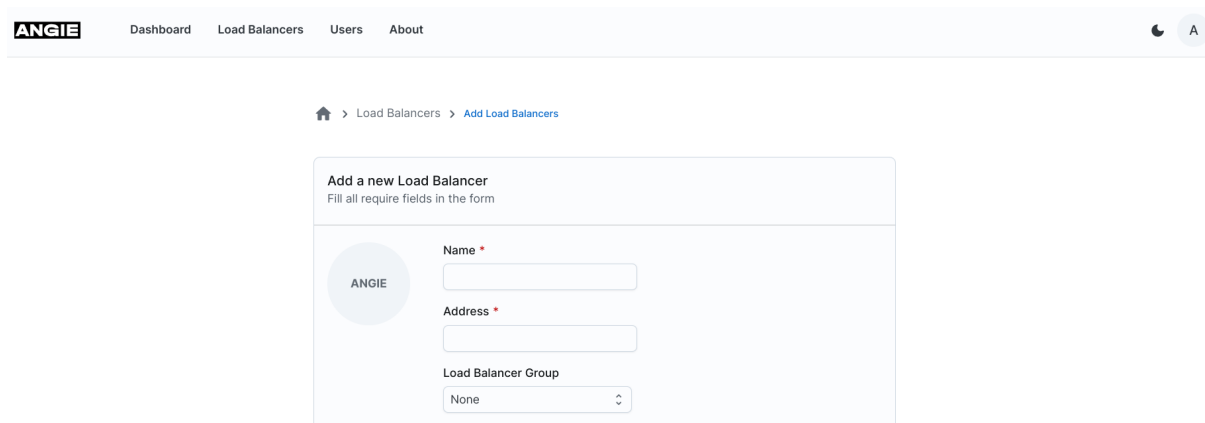 ANGIE Dashboard Load Balancers Users About A
Load Balancers > Add Load Balancers
Add a new Load Balancer
Fill all require fields in the form
ANGIE
Name *
Address *
Load Balancer Group
None